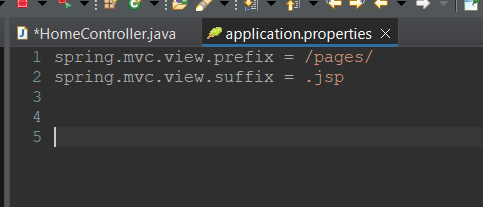 *HomeController.java application.properties
1 spring.mvc.view.prefix = /pages/
2 spring.mvc.view.suffix = .jsp
3
4
5